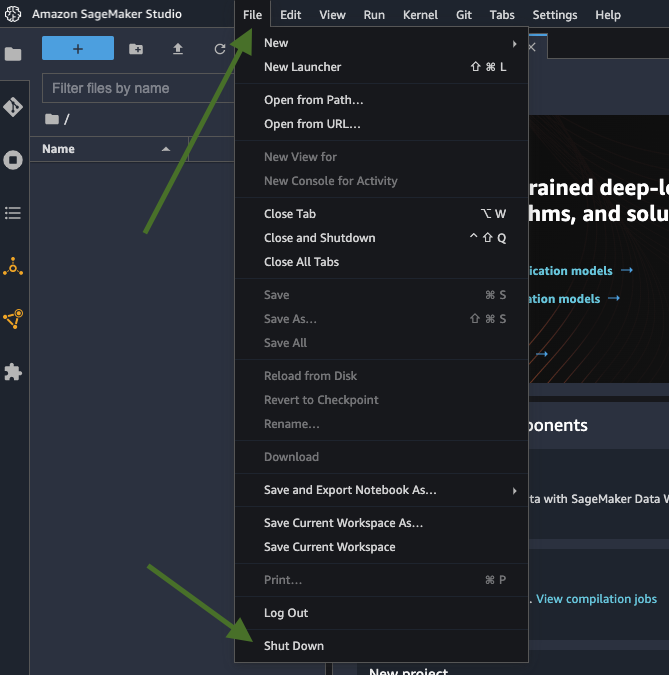 Amazon SageMaker Studio
File Edit View Run Kernel Git Tabs Settings Help
Filter files by name
/
Name
New
New Launcher ⇧ ⌘ L
Open from Path…
Open from URL…
New View for
New Console for Activity
Close Tab ⌥ W
Close and Shutdown ^ ⇧ Q
Close All Tabs
Save ⌘ S
Save As… ⇧ ⌘ S
Save All
Reload from Disk
Revert to Checkpoint
Rename…
Download
Save and Export Notebook As…
Save Current Workspace As…
Save Current Workspace
Print… ⌘ P
Log Out
Shut Down
rained deep-l
hms, and solu
ication models →
ation models →
→
ponents
ta with SageMaker Data W
. View compilation jobs
New project